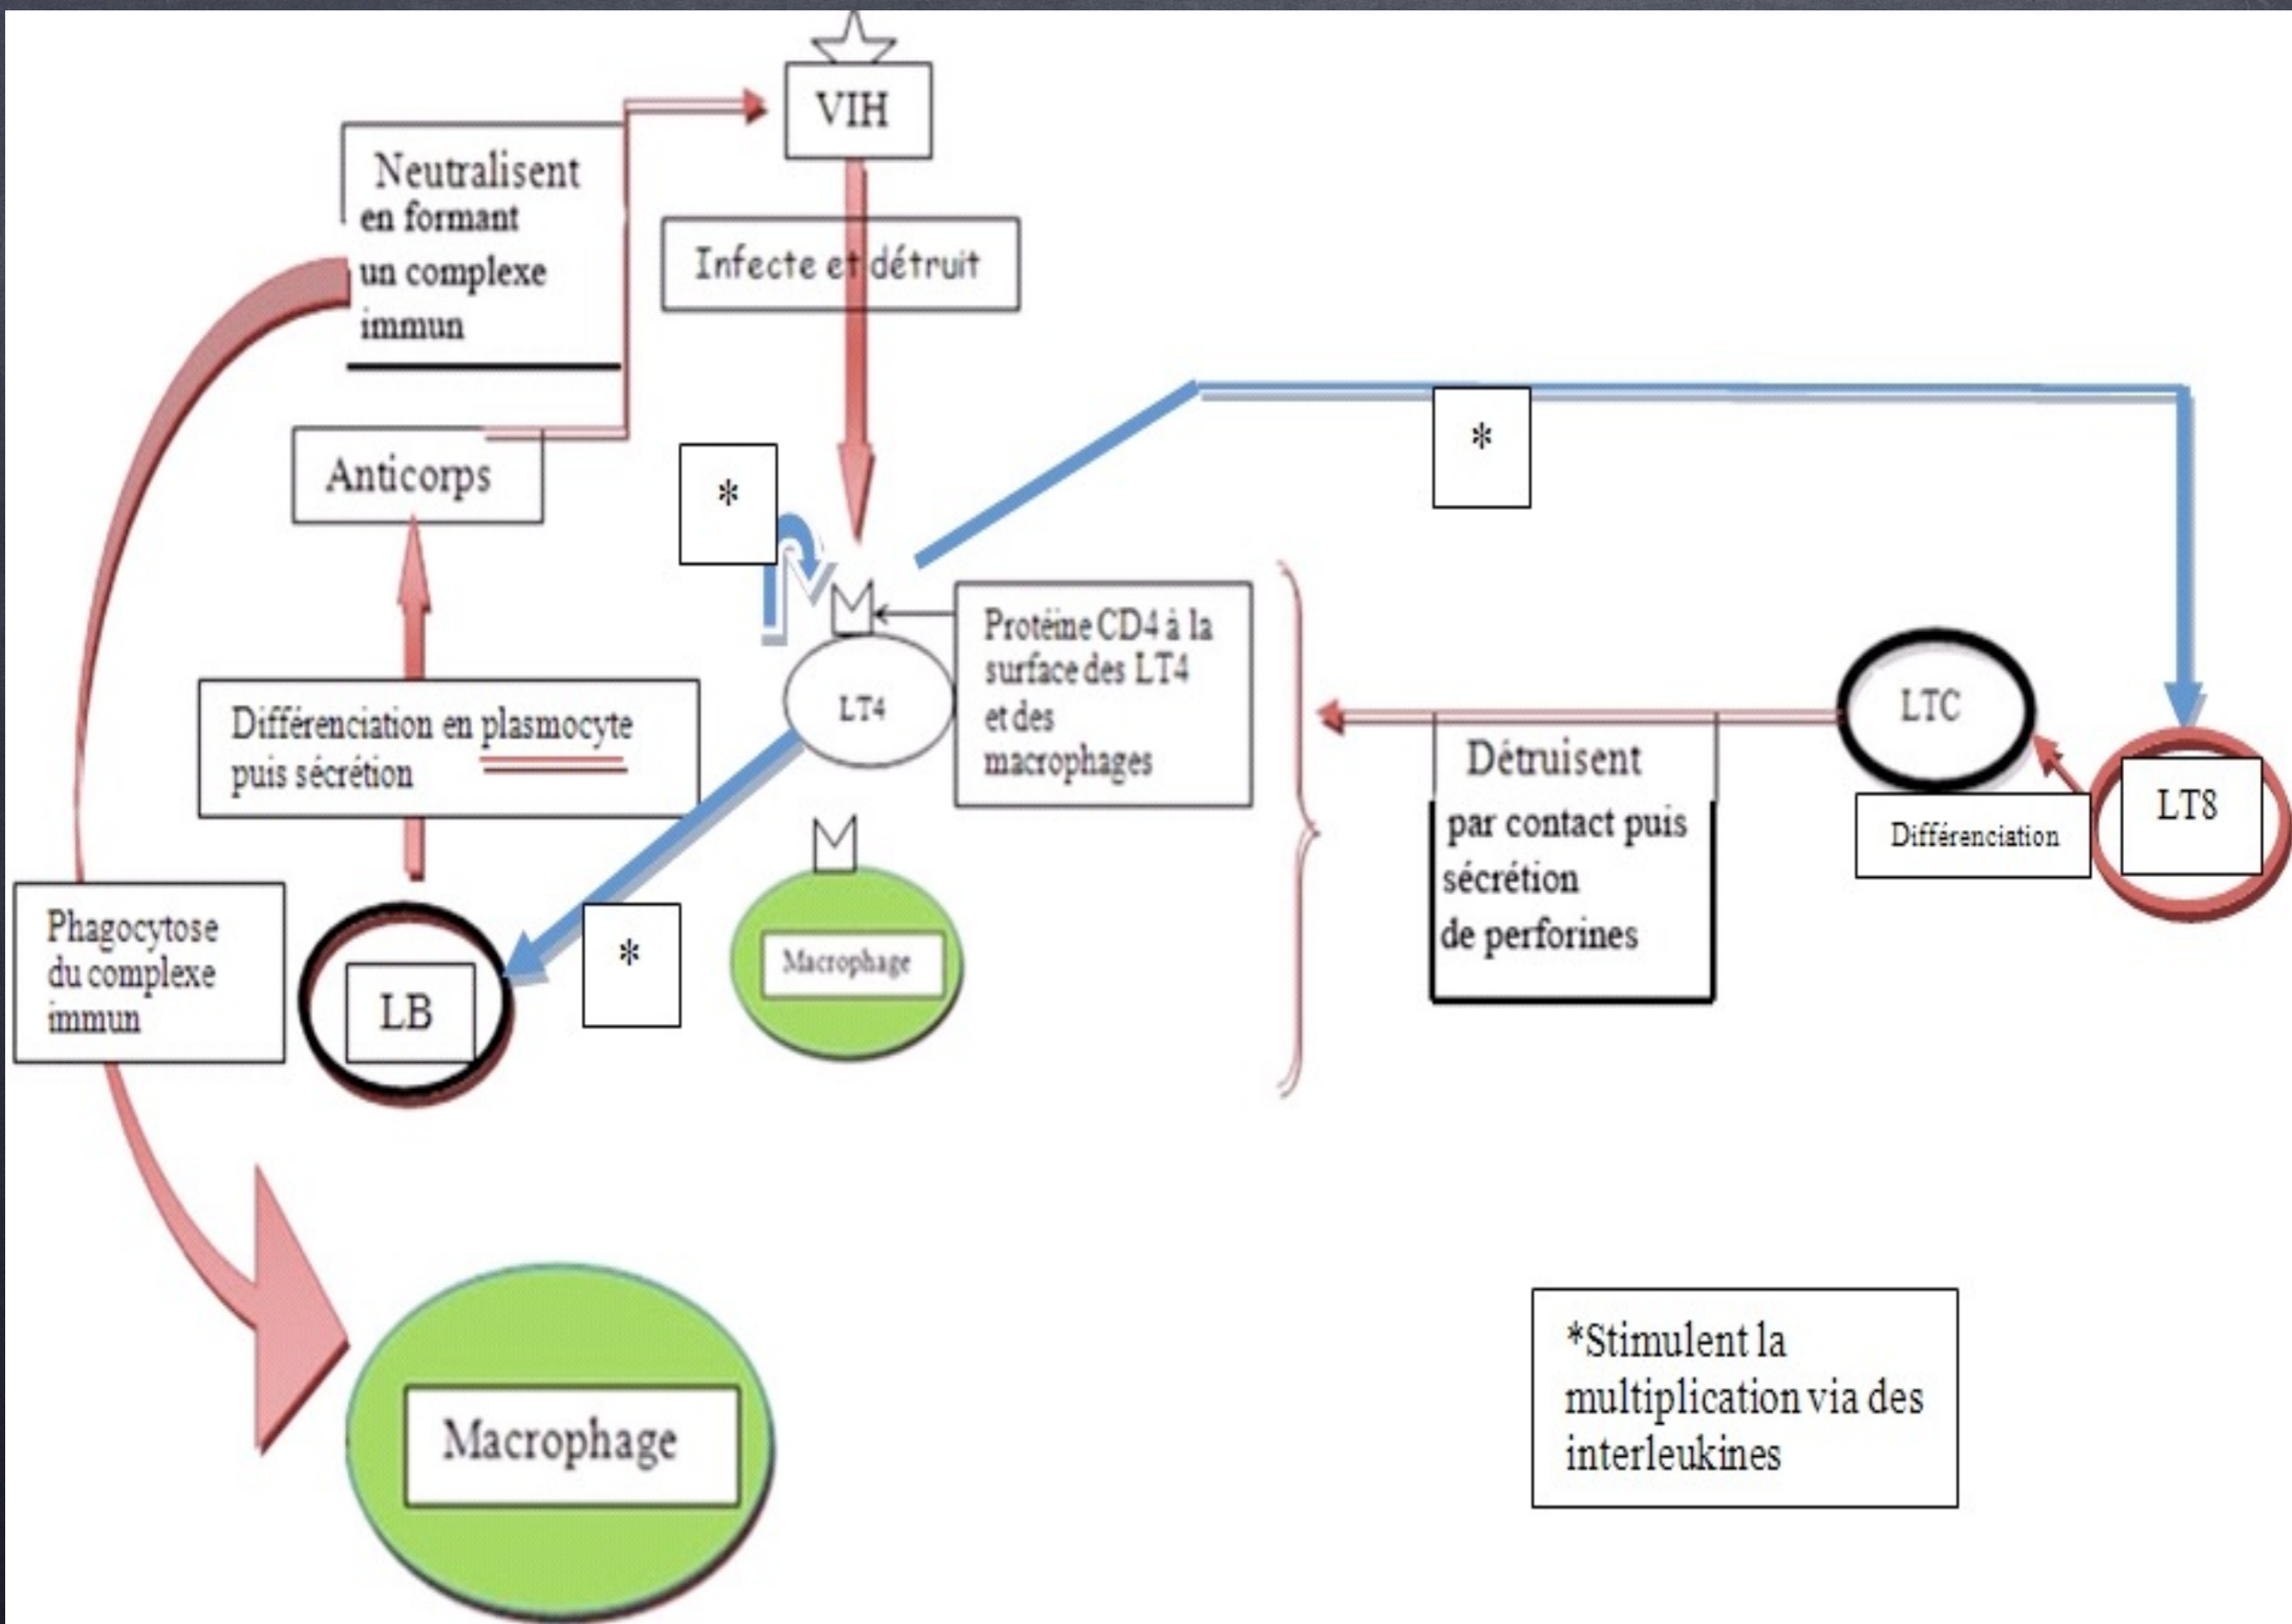 VIH
Neutralisent
en formant
un complexe
immun
Infecte et détruit
*
Anticorps
*
Protéine CD4 à la
surface des LT4
et des
macrophages
LT4
Différenciation en plasmocyte
puis sécrétion
LTC
Détruisent
par contact puis
sécrétion
de perforines
Différenciation
LT8
Phagocytose
du complexe
immun
LB
*
Macrophage
Macrophage
*Stimulent la
multiplication via des
interleukines